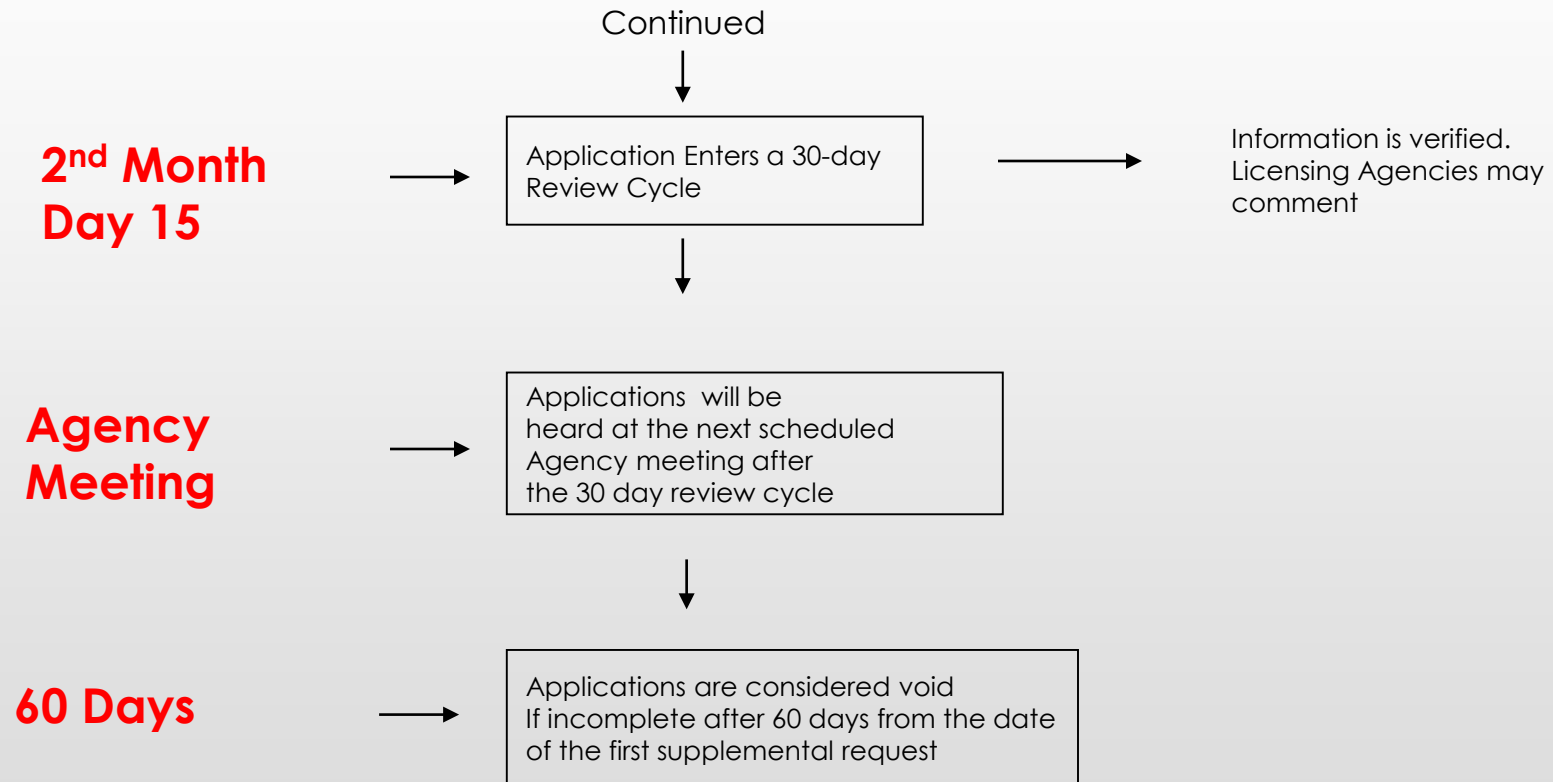 Continued
2nd Month
Day 15
Application Enters a 30-day
Review Cycle
Information is verified.
Licensing Agencies may
comment
Agency
Meeting
Applications  will be
heard at the next scheduled
Agency meeting after
the 30 day review cycle
60 Days
Applications are considered void
If incomplete after 60 days from the date
of the first supplemental request